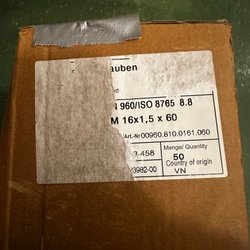 auben
960/ISO 8765 8.8
M 16x1,5 x 60
Art.-Nr 00960.810.0161.060
-458
Menge/ Quantity
50
3982-00
Country of origin
VN